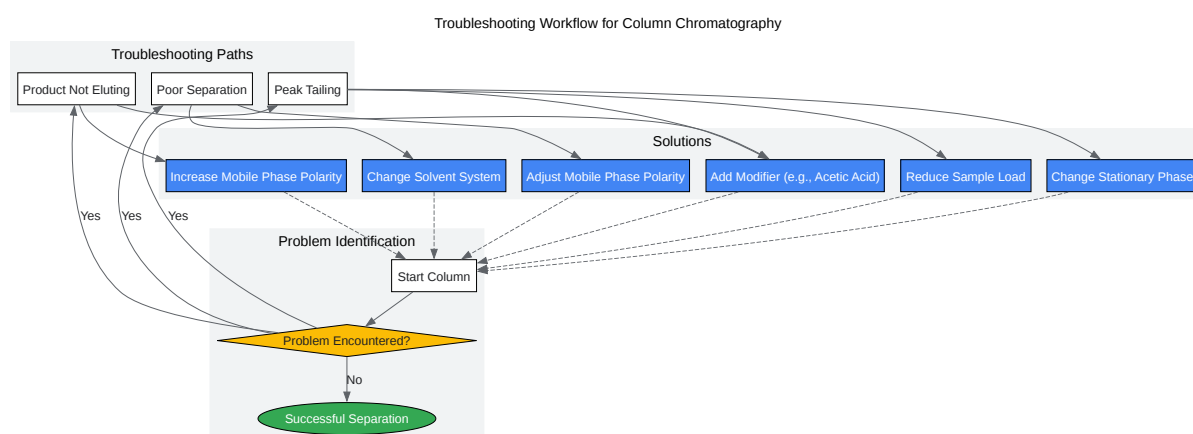 Troubleshooting Workflow for Column Chromatography
Troubleshooting Paths
Product Not Eluting
Poor Separation
Peak Tailing
Solutions
Increase Mobile Phase Polarity
Change Solvent System
Adjust Mobile Phase Polarity
Add Modifier (e.g., Acetic Acid)
Reduce Sample Load
Change Stationary Phase
Yes
Yes
Yes
Problem Identification
Start Column
Problem Encountered?
No
Successful Separation